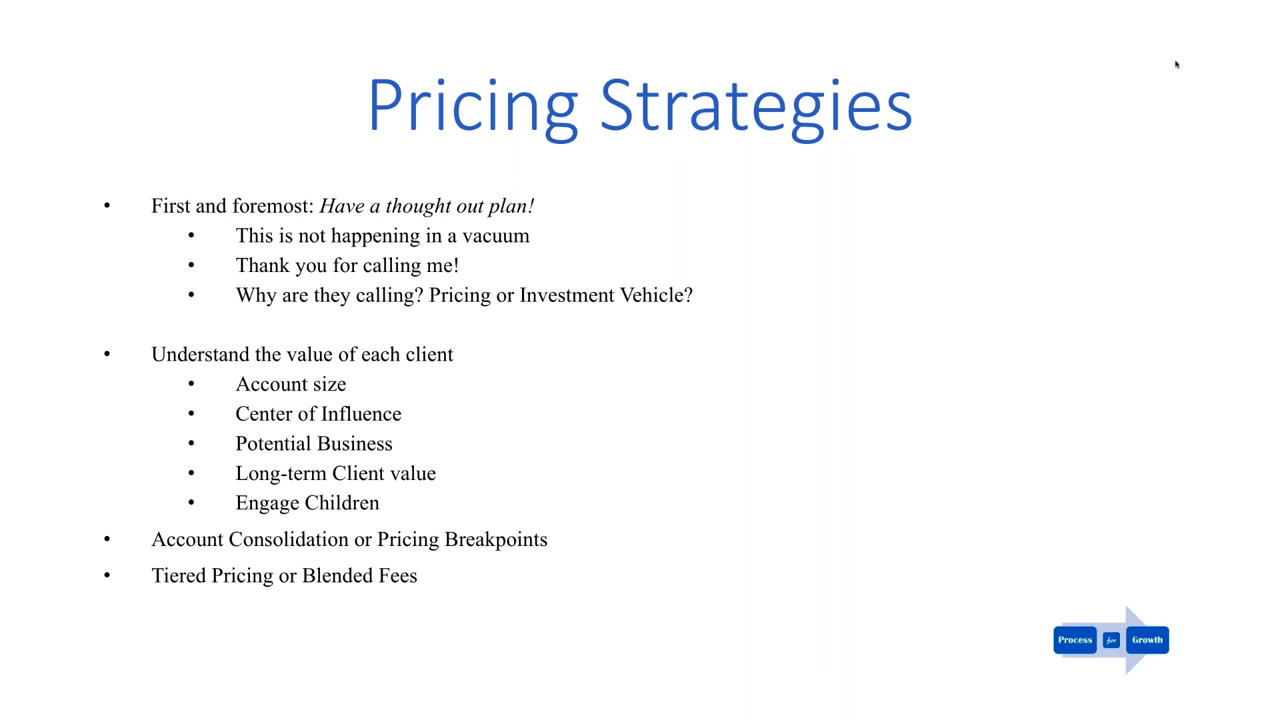 Pricing Strategies
• First and foremost: Have a thought out plan!
• This is not happening in a vacuum
• Thank you for calling me!
• Why are they calling? Pricing or Investment Vehicle?
• Understand the value of each client
• Account size
• Center of Influence
• Potential Business
• Long-term Client value
• Engage Children
• Account Consolidation or Pricing Breakpoints
• Tiered Pricing or Blended Fees
Process for Growth